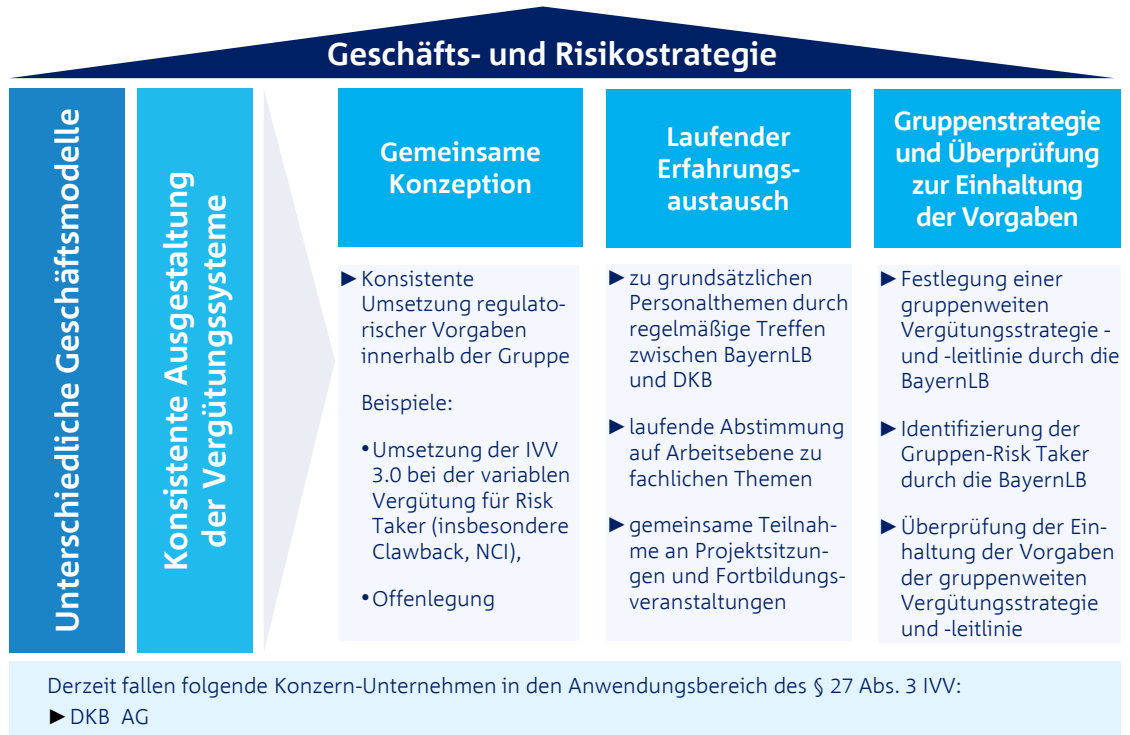 Geschäfts- und Risikostrategie
Unterschiedliche Geschäftsmodelle
Konsistente Ausgestaltung
der Vergütungssysteme
Gemeinsame
Konzeption
► Konsistente
Umsetzung regulato-
rischer Vorgaben
innerhalb der Gruppe
Beispiele:
• Umsetzung der IVV
3.0 bei der variablen
Vergütung für Risk
Taker (insbesondere
Clawback, NCI),
• Offenlegung
Laufender
Erfahrungs-
austausch
► zu grundsätzlichen
Personalthemen durch
regelmäßige Treffen
zwischen BayernLB
und DKB
► laufende Abstimmung
auf Arbeitsebene zu
fachlichen Themen
► gemeinsame Teilnah-
me an Projektsitzun-
gen und Fortbildungs-
veranstaltungen
Gruppenstrategie
und Überprüfung
zur Einhaltung
der Vorgaben
► Festlegung einer
gruppenweiten
Vergütungsstrategie -
und -leitlinie durch die
BayernLB
► Identifizierung der
Gruppen-Risk Taker
durch die BayernLB
► Überprüfung der Ein-
haltung der Vorgaben
der gruppenweiten
Vergütungsstrategie
und -leitlinie
Derzeit fallen folgende Konzern-Unternehmen in den Anwendungsbereich des § 27 Abs. 3 IVV:
► DKB AG